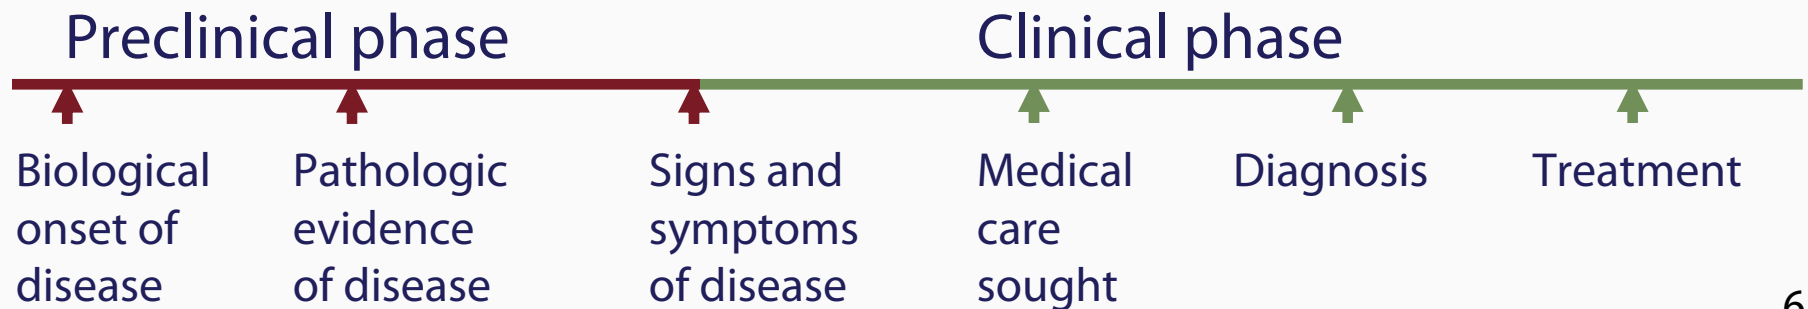 Preclinical phase
Clinical phase
Biological
onset of
disease
Pathologic
evidence
of disease
Signs and
symptoms
of disease
Medical
care
sought
Diagnosis
Treatment
6